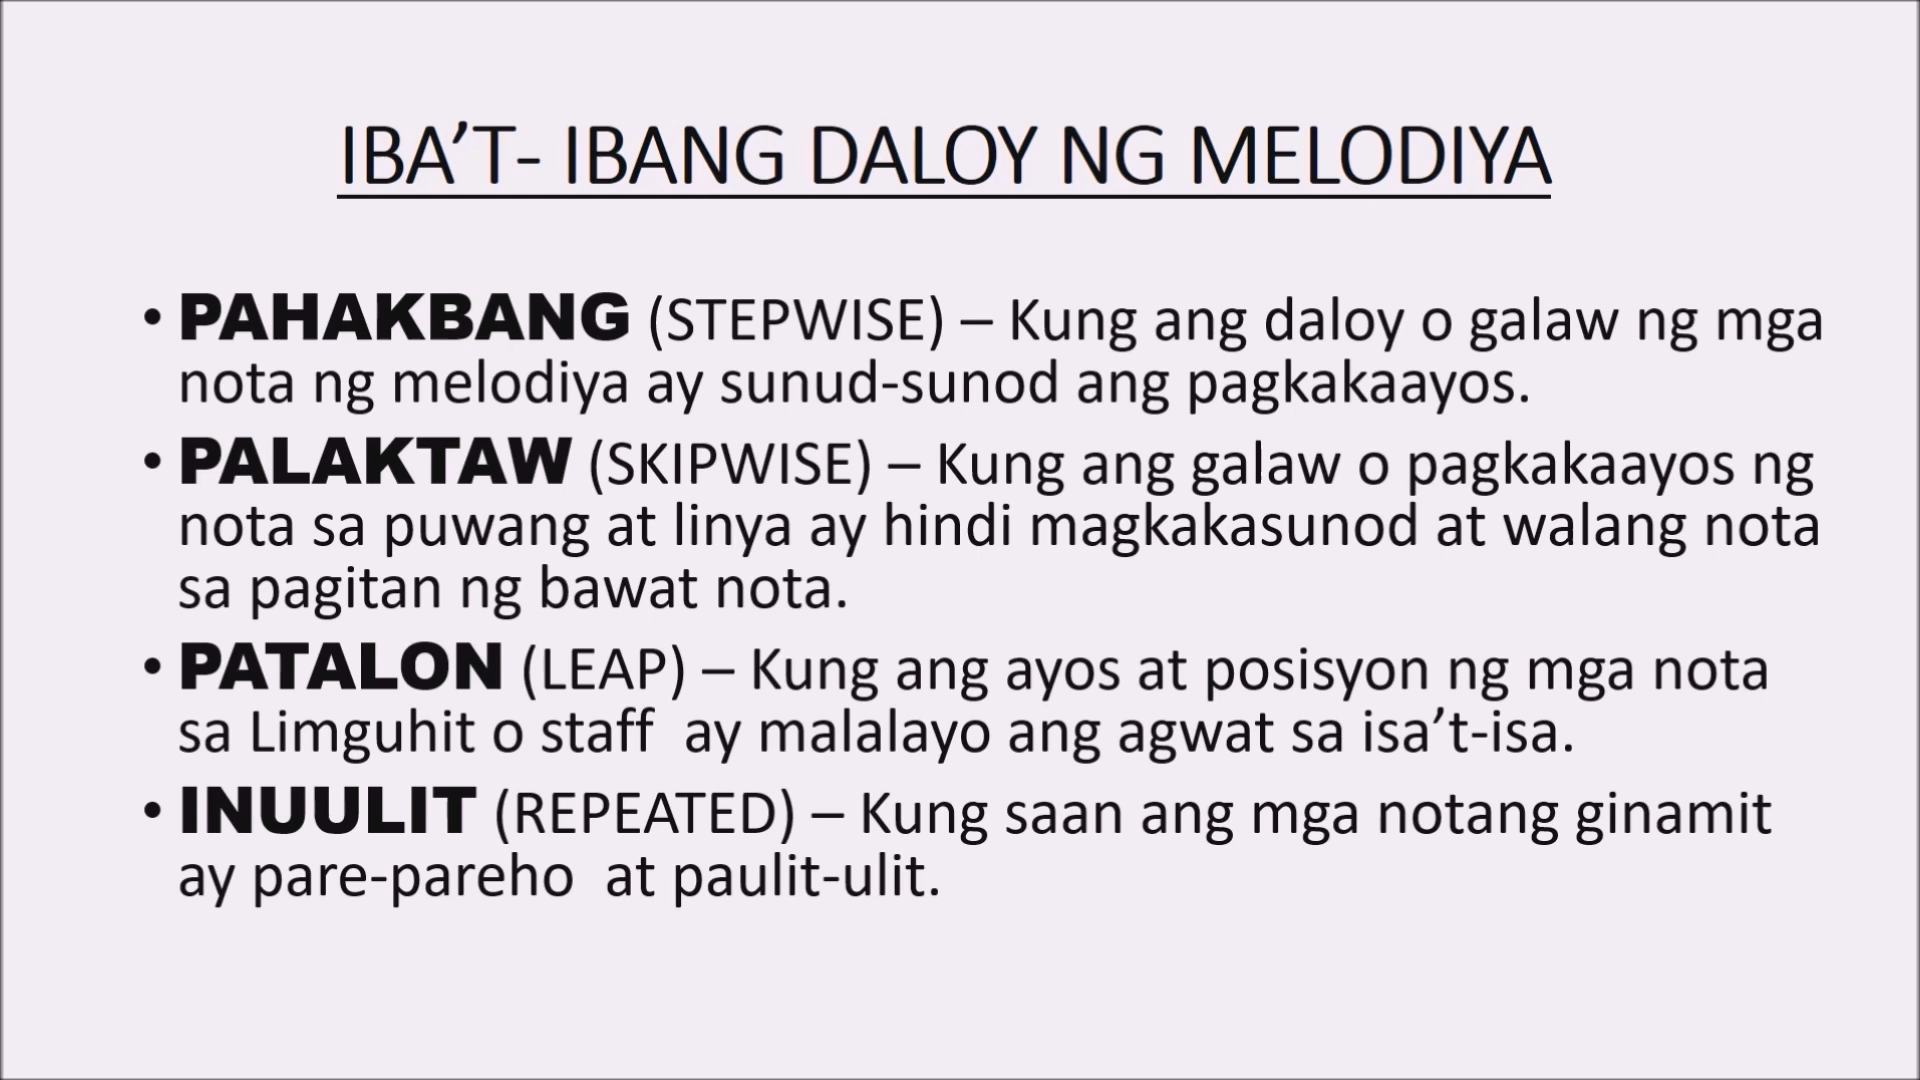 IBA’T- IBANG DALOY NG MELODIYA
• PAHAKBANG (STEPWISE) – Kung ang daloy o galaw ng mga
nota ng melodiya ay sunud-sunod ang pagkakaayos.
• PALAKTAW (SKIPWISE) – Kung ang galaw o pagkakaayos ng
nota sa puwang at linya ay hindi magkakasunod at walang nota
sa pagitan ng bawat nota.
• PATALON (LEAP) – Kung ang ayos at posisyon ng mga nota
sa Limguhit o staff  ay malalayo ang agwat sa isa’t-isa.
• INUULIT (REPEATED) – Kung saan ang mga notang ginamit
ay pare-pareho  at paulit-ulit.